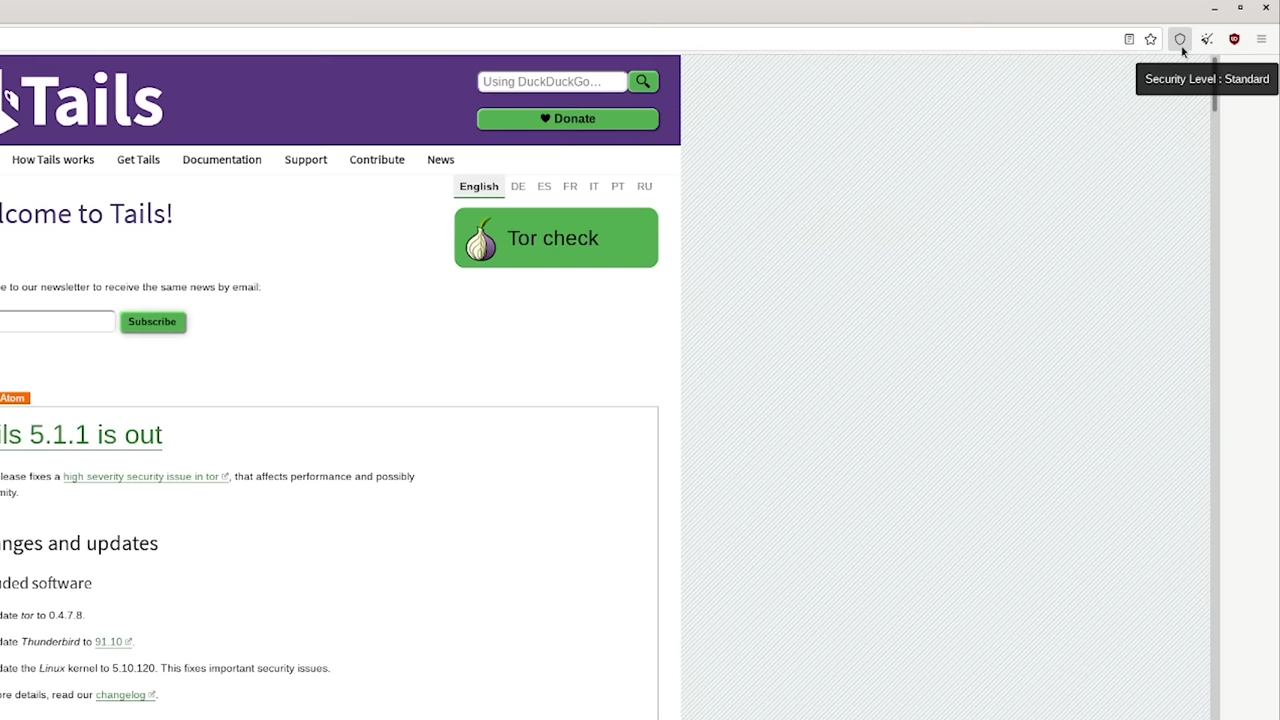 Security Level : Standard
Tails
Using DuckDuckGo...
Donate
How Tails works Get Tails Documentation Support Contribute News
English DE ES FR IT PT RU
lcome to Tails!
Tor check
e to our newsletter to receive the same news by email:
Subscribe
Atom
ils 5.1.1 is out
lease fixes a high severity security issue in tor, that affects performance and possibly
mity.
nges and updates
uded software
date tor to 0.4.7.8.
date Thunderbird to 91.10.
date the Linux kernel to 5.10.120. This fixes important security issues.
ore details, read our changelog.